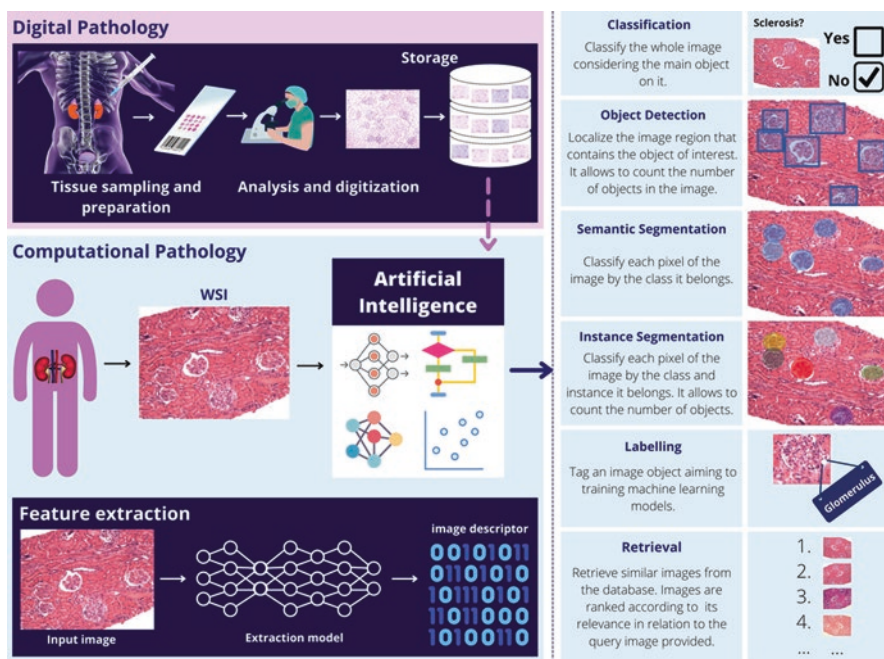 Digital Pathology
Storage
Tissue sampling and
preparation
Analysis and digitization
Computational Pathology
WSI
Artificial
Intelligence
Feature extraction
image descriptor
00101011
0110 1010
10111010
11011000
10100110
Input image
Extraction model
Classification
Classify the whole image
considering the main object
on it.
Sclerosis?
Yes
No
Object Detection
Localize the image region that
contains the object of interest.
It allows to count the number
of objects in the image.
Semantic Segmentation
Classify each pixel of the
image by the class it belongs.
Instance Segmentation
Classify each pixel of the
image by the class and
instance it belongs. It allows to
count the number of objects.
Labelling
Tag an image object aiming to
training machine learning
models.
Glomerulus
Retrieval
Retrieve similar images from
the database. Images are
ranked according to its
relevance in relation to the
query image provided.
1.
2.
3.
4.
... ...